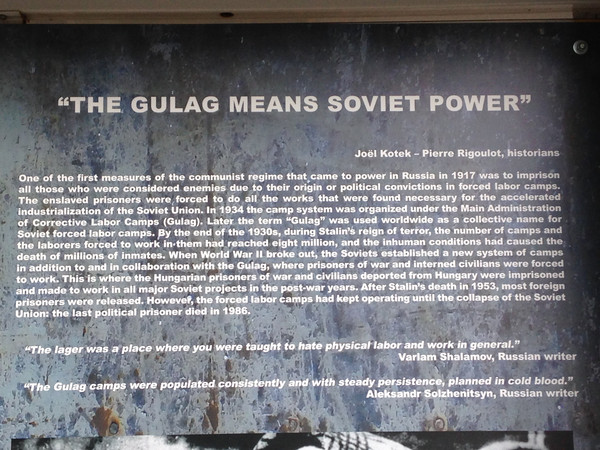 “THE GULAG MEANS SOVIET POWER”
Joël Kotek – Pierre Rigoulot, historians
One of the first measures of the communist regime that came to power in Russia in 1917 was to imprison
all those who were considered enemies due to their origin or political convictions in forced labor camps.
The enslaved prisoners were forced to do all the works that were found necessary for the accelerated
industrialization of the Soviet Union. In 1934 the camp system was organized under the Main Administration
of Corrective Labor Camps (Gulag). Later the term “Gulag” was used worldwide as a collective name for
Soviet forced labor camps. By the end of the 1930s, during Stalin’s reign of terror, the number of camps and
the laborers forced to work in them had reached eight million, and the inhuman conditions had caused the
death of millions of inmates. When World War II broke out, the Soviets established a new system of camps
in addition to and in collaboration with the Gulag, where prisoners of war and interned civilians were forced
to work. This is where the Hungarian prisoners of war and civilians deported from Hungary were imprisoned
and made to work in all major Soviet projects in the post-war years. After Stalin’s death in 1953, most foreign
prisoners were released. However, the forced labor camps had kept operating until the collapse of the Soviet
Union: the last political prisoner died in 1986.
“The lager was a place where you were taught to hate physical labor and work in general.”
Varlam Shalamov, Russian writer
“The Gulag camps were populated consistently and with steady persistence, planned in cold blood.”
Aleksandr Solzhenitsyn, Russian writer